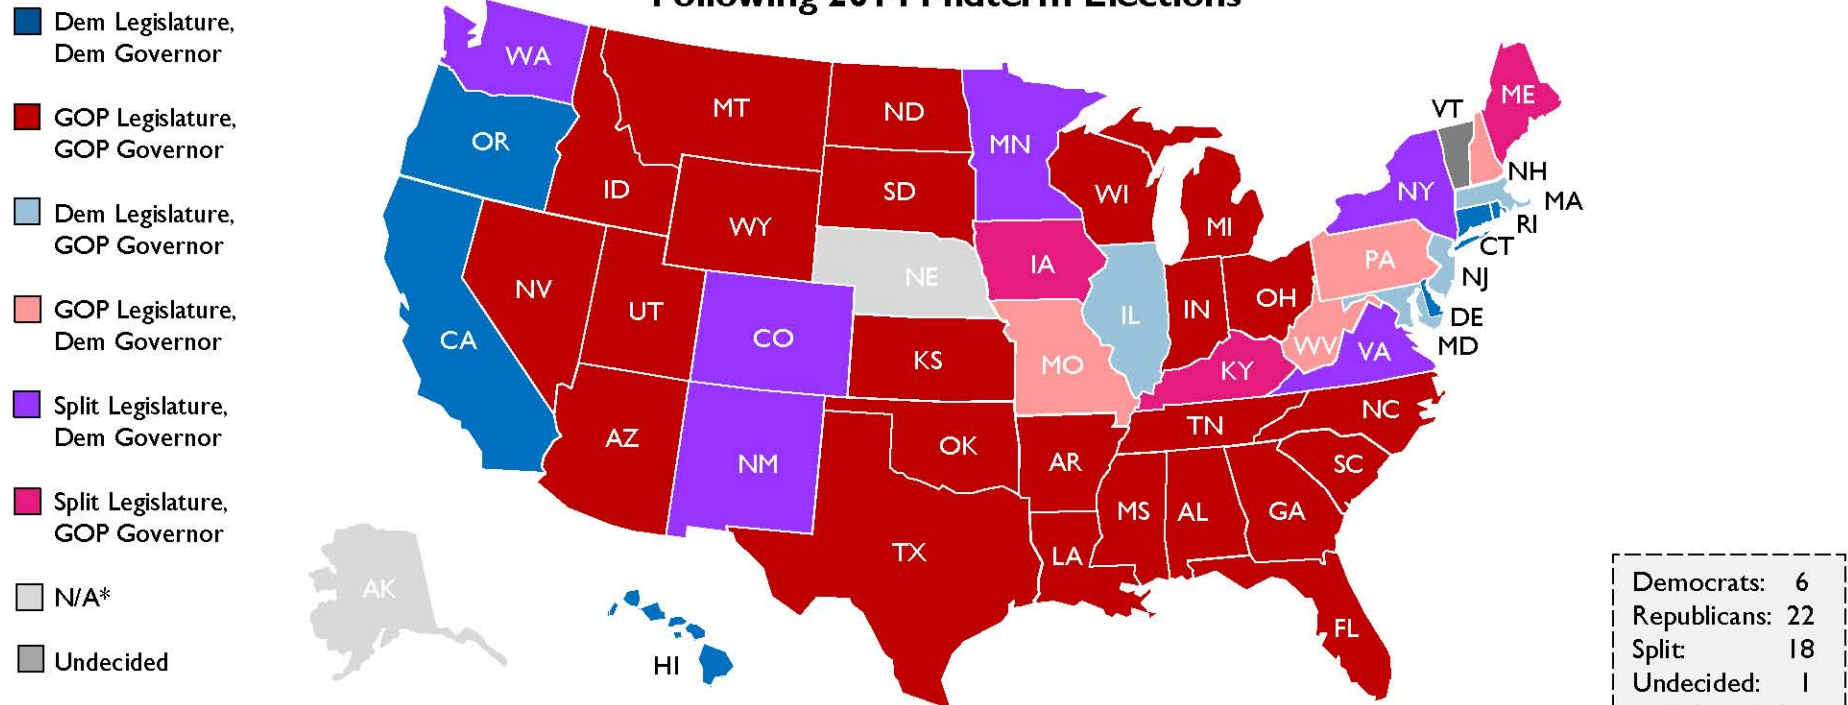 Following 2014 Midterm Elections
Dem Legislature,
Dem Governor
GOP Legislature,
GOP Governor
Dem Legislature,
GOP Governor
GOP Legislature,
Dem Governor
Split Legislature,
Dem Governor
Split Legislature,
GOP Governor
N/A*
Undecided
WA
OR
CA
NV
ID
MT
WY
UT
CO
AZ
NM
ND
SD
NE
KS
OK
TX
MN
IA
MO
AR
LA
WI
IL
MI
IN
OH
KY
TN
MS
AL
GA
FL
SC
NC
VA
WV
PA
NY
VT
ME
NH
MA
RI
CT
NJ
DE
MD
AK
HI
Democrats: 6
Republicans: 22
Split: 18
Undecided: 1